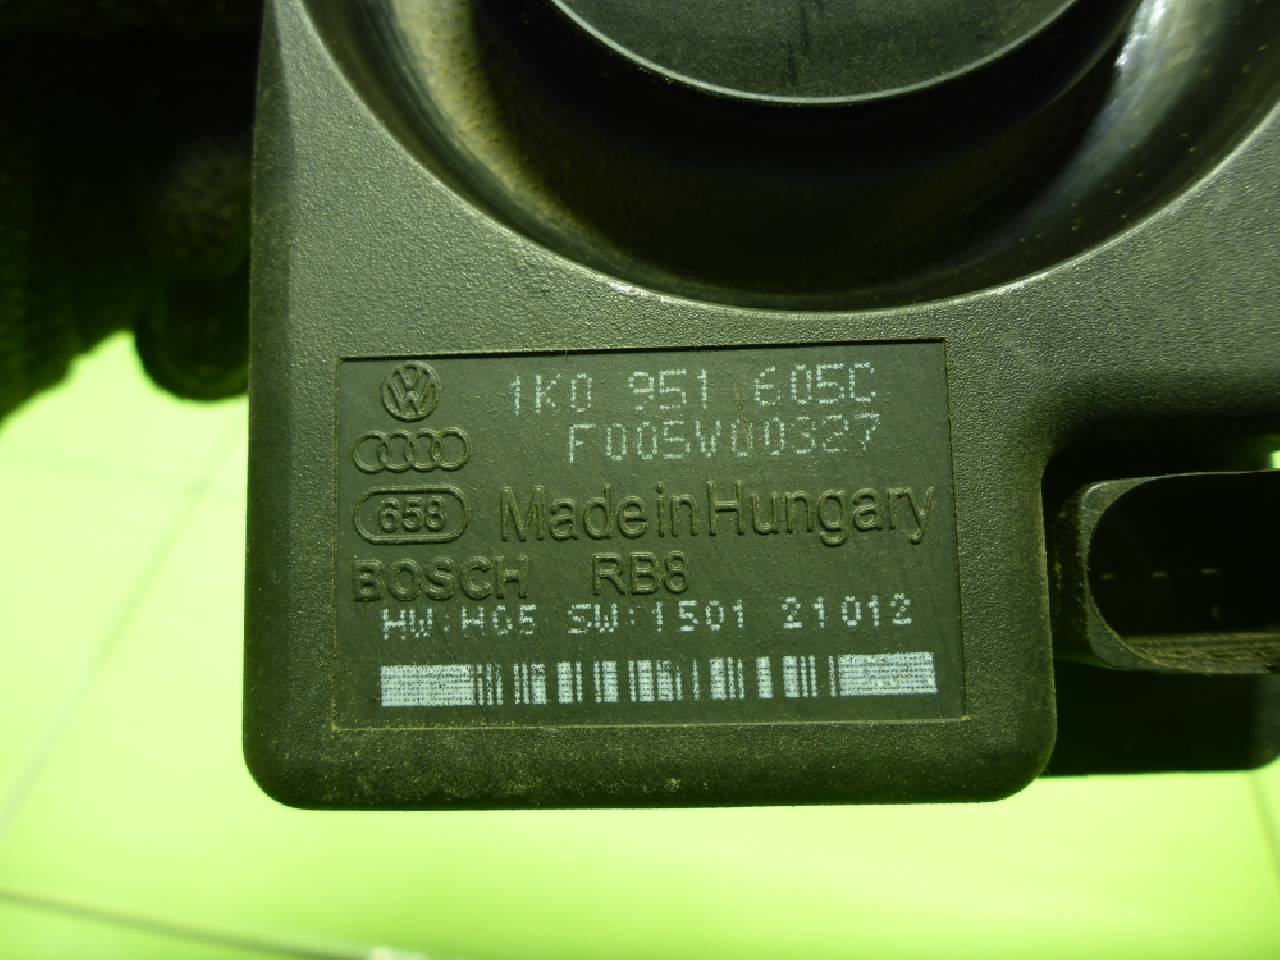 1K0 951 605C
F005V00327
658 Made in Hungary
BOSCH RB8
HW:H05 SW:1501 21012